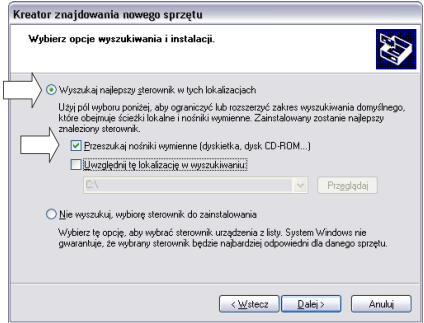 Kreator znajdowania nowego sprzętu
Wybierz opcje wyszukiwania i instalacji.
Wyszukaj najlepszy sterownik w tych lokalizacjach
Użyj pól wyboru poniżej, aby ograniczyć lub rozszerzyć zakres wyszukiwania domyślnego,
które obejmuje ścieżki lokalne i nośniki wymienne. Zainstalowany zostanie najlepszy
znaleziony sterownik.
Przeszukaj nośniki wymienne (dyskietka, dysk CD-ROM...)
Uwzględnij tę lokalizację w wyszukiwaniu:
C:\
Przeglądaj
Nie wyszukuj, wybiorę sterownik do zainstalowania
Wybierz tę opcję, aby wybrać sterownik urządzenia z listy. System Windows nie
gwarantuje, że wybrany sterownik będzie najbardziej odpowiedni dla danego sprzętu.
< Wstecz Dalej > Anuluj